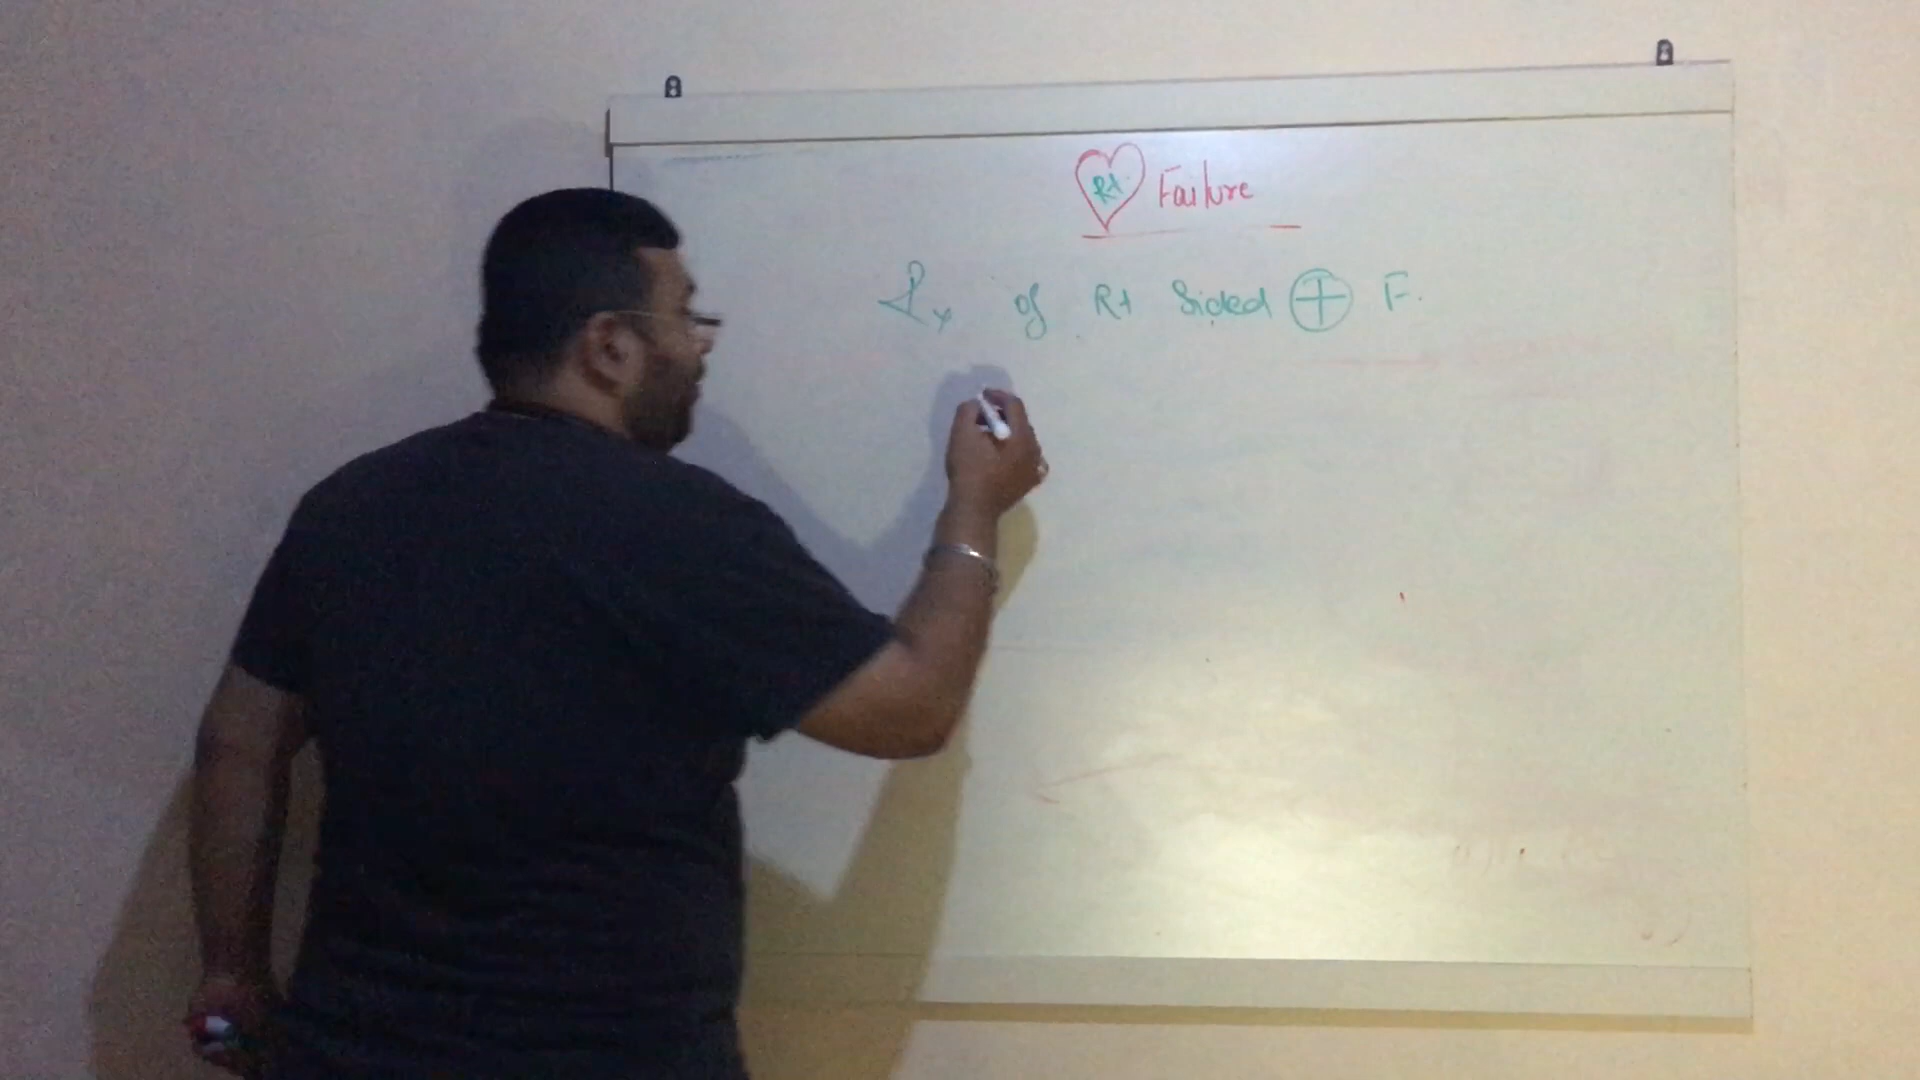 Rt Failure
of Rt Sided F.